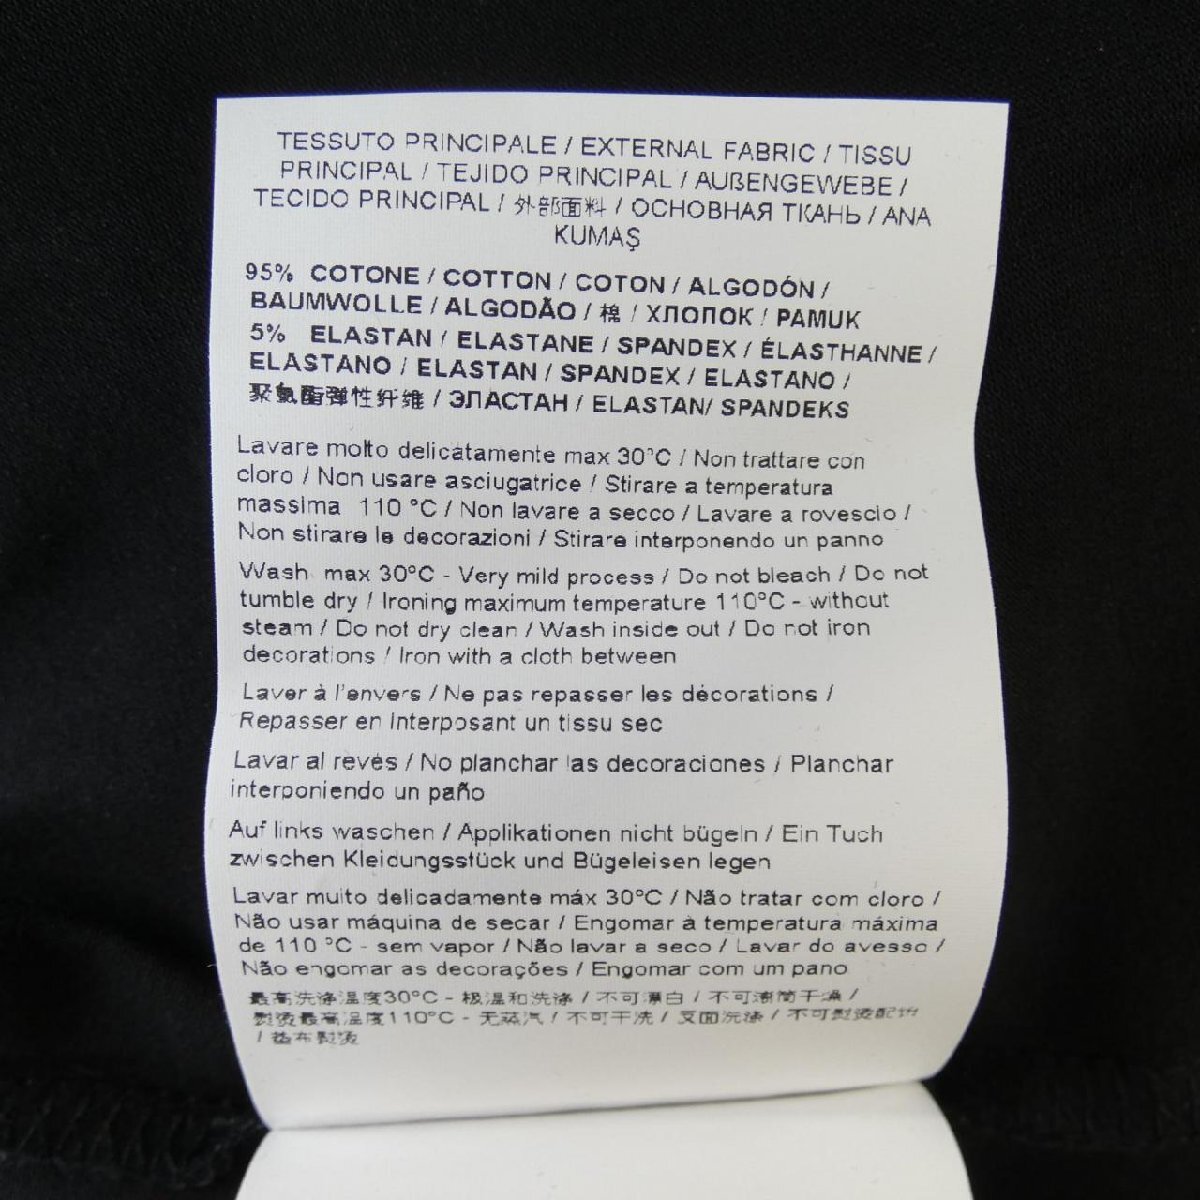 TESSUTO PRINCIPALE / EXTERNAL FABRIC / TISSU
PRINCIPAL / TEJIDO PRINCIPAL / AUßENGEWEBE /
TECIDO PRINCIPAL / 外部面料 / ОСНОВНАЯ ТКАНЬ / ANA
KUMAŞ
95% COTONE / COTTON / COTON / ALGODÓN /
BAUMWOLLE / ALGODÃO / 棉 / ХЛОПОК / PAMUK
5% ELASTAN / ELASTANE / SPANDEX / ÉLASTHANNE /
ELASTANO / ELASTAN / SPANDEX / ELASTANO /
聚氨酯弹性纤维 / ЭЛАСТАН / ELASTAN/ SPANDEKS
Lavare molto delicatamente max 30°C / Non trattare con
cloro / Non usare asciugatrice / Stirare a temperatura
massima 110 °C / Non lavare a secco / Lavare a rovescio /
Non stirare le decorazioni / Stirare interponendo un panno
Wash max 30°C - Very mild process / Do not bleach / Do not
tumble dry / Ironing maximum temperature 110°C - without
steam / Do not dry clean / Wash inside out / Do not iron
decorations / Iron with a cloth between
Laver à l'envers / Ne pas repasser les décorations /
Repasser en interposant un tissu sec
Lavar al revés / No planchar las decoraciones / Planchar
interponiendo un paño
Auf links waschen / Applikationen nicht bügeln / Ein Tuch
zwischen Kleidungsstück und Bügeleisen legen
Lavar muito delicadamente máx 30°C / Não tratar com cloro /
Não usar máquina de secar / Engomar à temperatura máxima
de 110 °C - sem vapor / Não lavar a seco / Lavar do avesso /
Não engomar as decorações / Engomar com um pano
最高洗涤温度30°C - 极温和洗涤 / 不可漂白 / 不可滚筒干燥 /
熨烫最高温度110°C - 无蒸汽 / 不可干洗 / 反面洗涤 / 不可熨烫配饰
/ 垫布熨烫